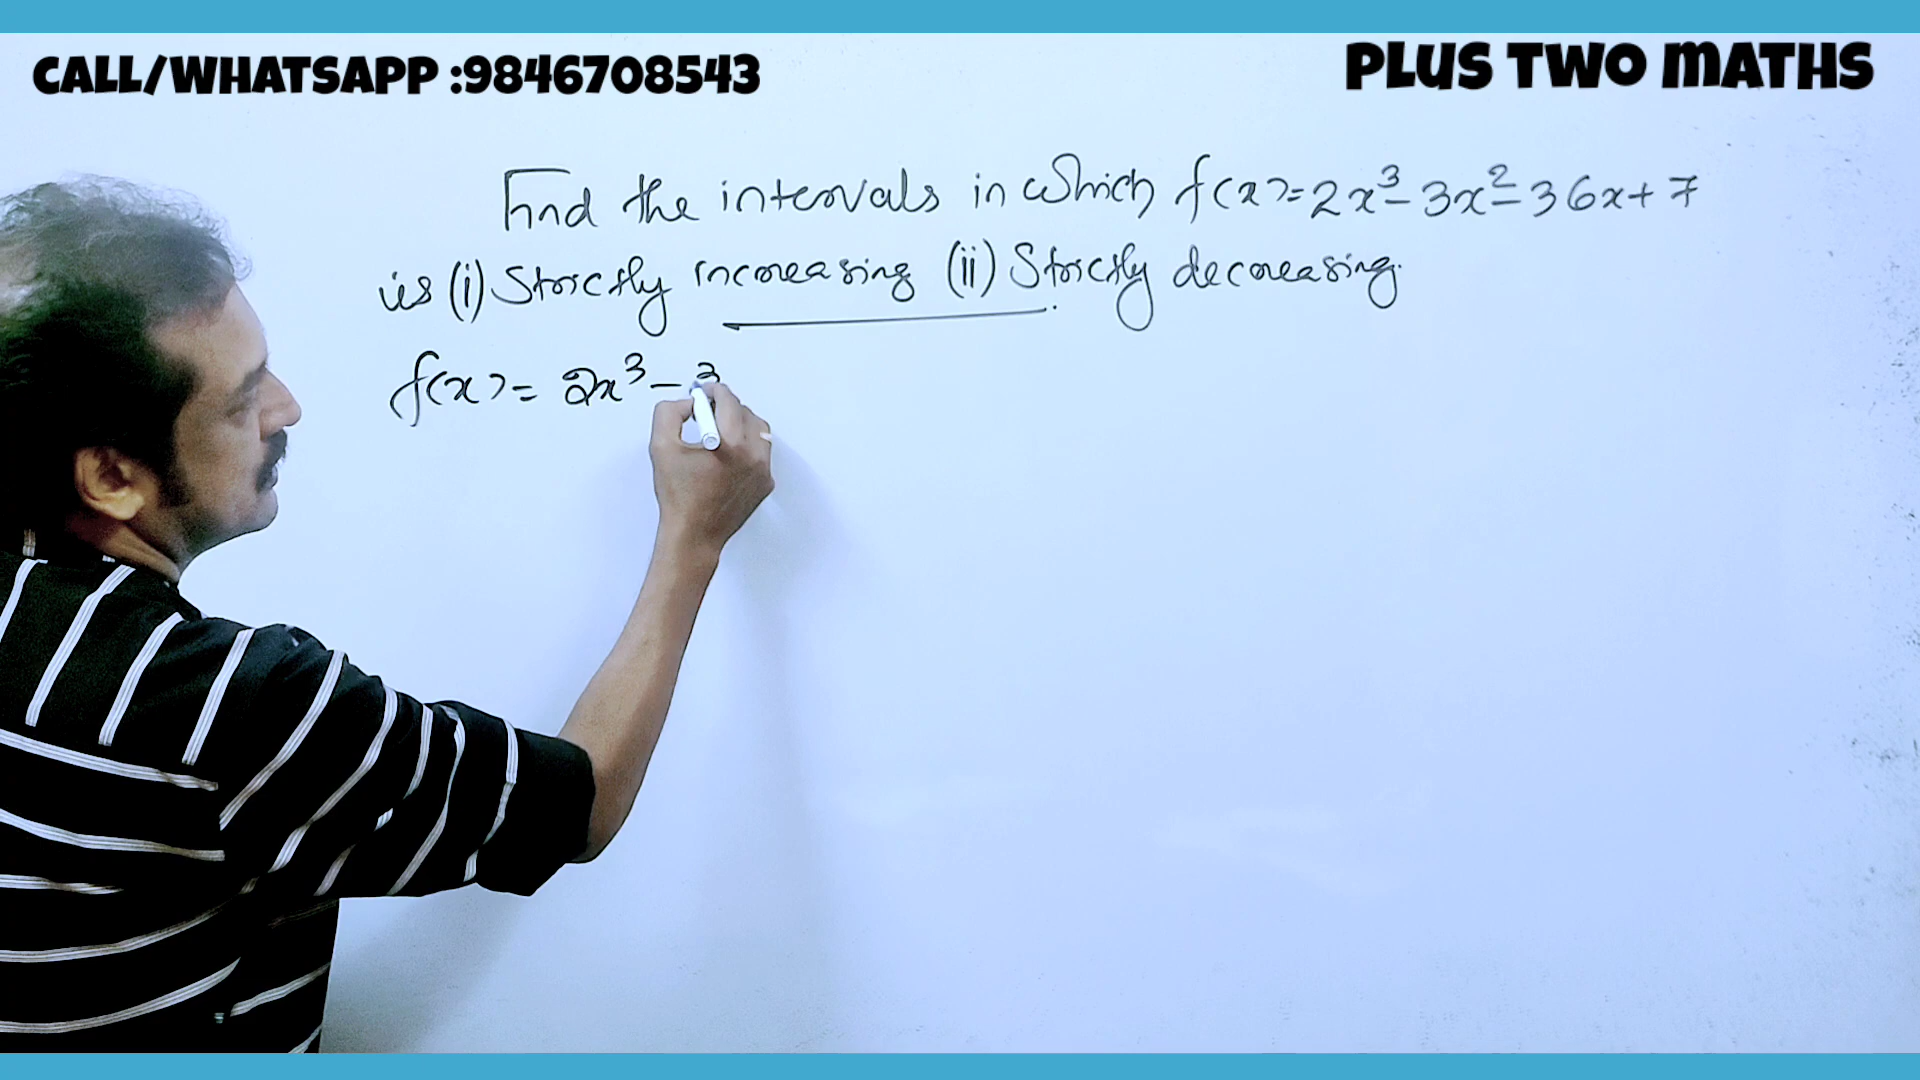 CALL/WHATSAPP :9846708543
PLUS TWO MATHS
Find the intervals in which f(x)=2x³-3x²-36x+7
is (i) Strictly increasing (ii) Strictly decreasing.
f(x)= 2x³-3